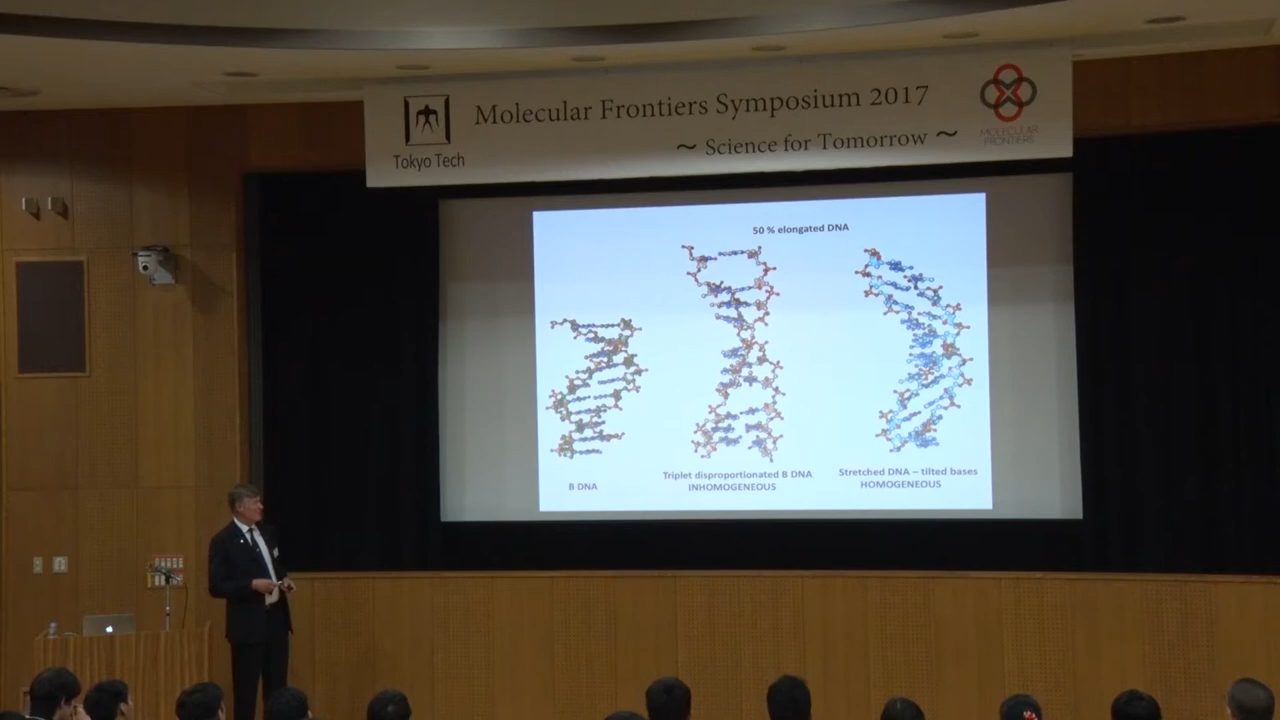 Molecular Frontiers Symposium 2017
~ Science for Tomorrow ~
Tokyo Tech
MOLECULAR
FRONTIERS
50 % elongated DNA
B DNA
Triplet disproportionated B DNA
INHOMOGENEOUS
Stretched DNA – tilted bases
HOMOGENEOUS